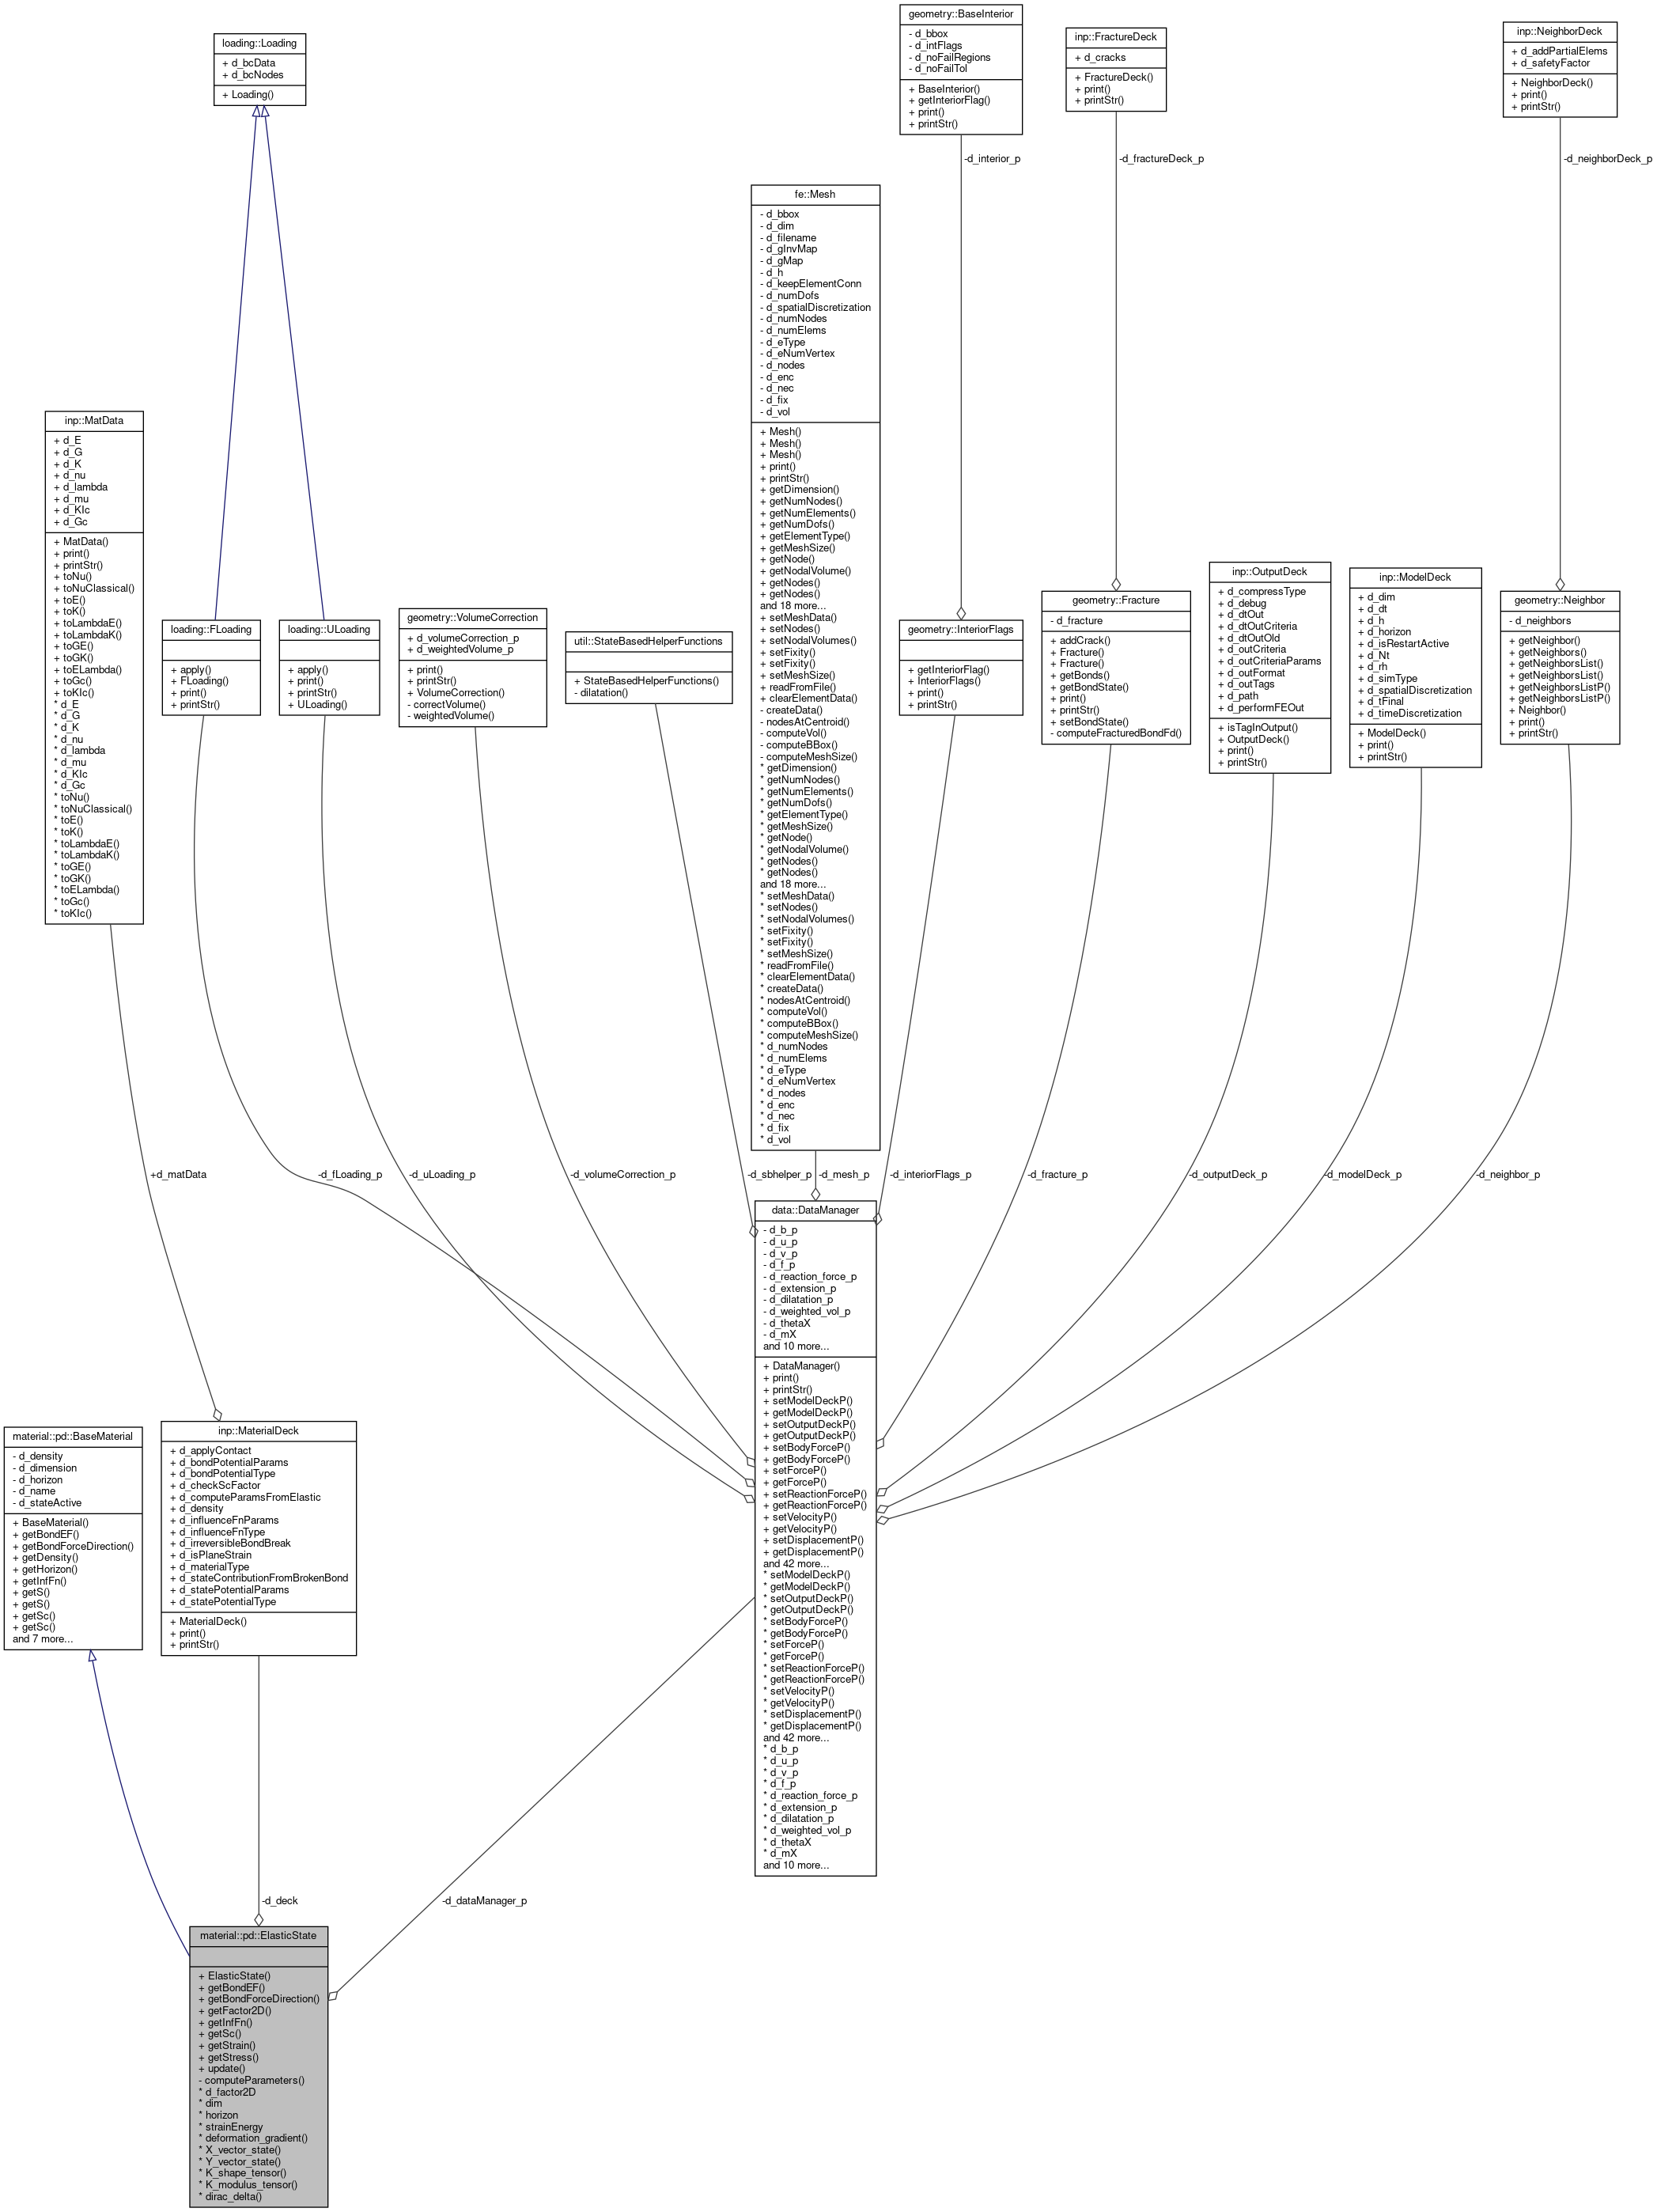 geometry::BaseInterior
- d_bbox
- d_intFlags
- d_noFailRegions
- d_noFailTol
+ BaseInterior()
+ getInteriorFlag()
+ print()
+ printStr()
inp::FractureDeck
+ d_cracks
+ FractureDeck()
+ print()
+ printStr()
inp::NeighborDeck
+ d_addPartialElems
+ d_safetyFactor
+ NeighborDeck()
+ print()
+ printStr()
loading::Loading
+ d_bcData
+ d_bcNodes
+ Loading()
-d_interior_p
-d_fractureDeck_p
-d_neighborDeck_p
fe::Mesh
- d_bbox
- d_dim
- d_filename
- d_gInvMap
- d_gMap
- d_h
- d_keepElementConn
- d_numDofs
- d_spatialDiscretization
- d_numNodes
- d_numElems
- d_eType
- d_eNumVertex
- d_nodes
- d_enc
- d_nec
- d_fix
- d_vol
+ Mesh()
+ Mesh()
+ Mesh()
+ print()
+ printStr()
+ getDimension()
+ getNumNodes()
+ getNumElements()
+ getNumDofs()
+ getElementType()
+ getMeshSize()
+ getNode()
+ getNodalVolume()
+ getNodes()
+ getNodes()
and 18 more...
+ setMeshData()
+ setNodes()
+ setNodalVolumes()
+ setFixity()
+ setFixity()
+ setMeshSize()
+ readFromFile()
+ clearElementData()
- createData()
- nodesAtCentroid()
- computeVol()
- computeBBox()
- computeMeshSize()
* getDimension()
* getNumNodes()
* getNumElements()
* getNumDofs()
* getElementType()
* getMeshSize()
* getNode()
* getNodalVolume()
* getNodes()
* getNodes()
and 18 more...
* setMeshData()
* setNodes()
* setNodalVolumes()
* setFixity()
* setFixity()
* setMeshSize()
* readFromFile()
* clearElementData()
* createData()
* nodesAtCentroid()
* computeVol()
* computeBBox()
* computeMeshSize()
* d_numNodes
* d_numElems
* d_eType
* d_eNumVertex
* d_nodes
* d_enc
* d_nec
* d_fix
* d_vol
inp::MatData
+ d_E
+ d_G
+ d_K
+ d_nu
+ d_lambda
+ d_mu
+ d_KIc
+ d_Gc
+ MatData()
+ print()
+ printStr()
+ toNu()
+ toNuClassical()
+ toE()
+ toK()
+ toLambdaE()
+ toLambdaK()
+ toGE()
+ toGK()
+ toELambda()
+ toGc()
+ toKIc()
* d_E
* d_G
* d_K
* d_nu
* d_lambda
* d_mu
* d_KIc
* d_Gc
* toNu()
* toNuClassical()
* toE()
* toK()
* toLambdaE()
* toLambdaK()
* toGE()
* toGK()
* toELambda()
* toGc()
* toKIc()
loading::FLoading
+ apply()
+ FLoading()
+ print()
+ printStr()
loading::ULoading
+ apply()
+ print()
+ printStr()
+ ULoading()
geometry::VolumeCorrection
+ d_volumeCorrection_p
+ d_weightedVolume_p
+ print()
+ printStr()
+ VolumeCorrection()
- correctVolume()
- weightedVolume()
util::StateBasedHelperFunctions
+ StateBasedHelperFunctions()
- dilatation()
geometry::InteriorFlags
+ getInteriorFlag()
+ InteriorFlags()
+ print()
+ printStr()
geometry::Fracture
- d_fracture
+ addCrack()
+ Fracture()
+ Fracture()
+ getBonds()
+ getBondState()
+ print()
+ printStr()
+ setBondState()
- computeFracturedBondFd()
inp::OutputDeck
+ d_compressType
+ d_debug
+ d_dtOut
+ d_dtOutCriteria
+ d_dtOutOld
+ d_outCriteria
+ d_outCriteriaParams
+ d_outFormat
+ d_outTags
+ d_path
+ d_performFEOut
+ isTagInOutput()
+ OutputDeck()
+ print()
+ printStr()
inp::ModelDeck
+ d_dim
+ d_dt
+ d_h
+ d_horizon
+ d_isRestartActive
+ d_Nt
+ d_rh
+ d_simType
+ d_spatialDiscretization
+ d_tFinal
+ d_timeDiscretization
+ ModelDeck()
+ print()
+ printStr()
geometry::Neighbor
- d_neighbors
+ getNeighbor()
+ getNeighbors()
+ getNeighborsList()
+ getNeighborsList()
+ getNeighborsListP()
+ getNeighborsListP()
+ Neighbor()
+ print()
+ printStr()
+d_matData
-d_fLoading_p
-d_uLoading_p
-d_volumeCorrection_p
-d_sbhelper_p
-d_mesh_p
-d_interiorFlags_p
-d_fracture_p
-d_outputDeck_p
-d_modelDeck_p
-d_neighbor_p
data::DataManager
- d_b_p
- d_u_p
- d_v_p
- d_f_p
- d_reaction_force_p
- d_extension_p
- d_dilatation_p
- d_weighted_vol_p
- d_thetaX
- d_mX
and 10 more...
+ DataManager()
+ print()
+ printStr()
+ setModelDeckP()
+ getModelDeckP()
+ setOutputDeckP()
+ getOutputDeckP()
+ setBodyForceP()
+ getBodyForceP()
+ setForceP()
+ getForceP()
+ setReactionForceP()
+ getReactionForceP()
+ setVelocityP()
+ getVelocityP()
+ setDisplacementP()
+ getDisplacementP()
and 42 more...
* setModelDeckP()
* getModelDeckP()
* setOutputDeckP()
* getOutputDeckP()
* setBodyForceP()
* getBodyForceP()
* setForceP()
* getForceP()
* setReactionForceP()
* getReactionForceP()
* setVelocityP()
* getVelocityP()
* setDisplacementP()
* getDisplacementP()
and 42 more...
* d_b_p
* d_u_p
* d_v_p
* d_f_p
* d_reaction_force_p
* d_extension_p
* d_dilatation_p
* d_weighted_vol_p
* d_thetaX
* d_mX
and 10 more...
material::pd::BaseMaterial
- d_density
- d_dimension
- d_horizon
- d_name
- d_stateActive
+ BaseMaterial()
+ getBondEF()
+ getBondForceDirection()
+ getDensity()
+ getHorizon()
+ getInfFn()
+ getS()
+ getS()
+ getSc()
+ getSc()
and 7 more...
inp::MaterialDeck
+ d_applyContact
+ d_bondPotentialParams
+ d_bondPotentialType
+ d_checkScFactor
+ d_computeParamsFromElastic
+ d_density
+ d_influenceFnParams
+ d_influenceFnType
+ d_irreversibleBondBreak
+ d_isPlaneStrain
+ d_materialType
+ d_stateContributionFromBrokenBond
+ d_statePotentialParams
+ d_statePotentialType
+ MaterialDeck()
+ print()
+ printStr()
-d_deck
-d_dataManager_p
material::pd::ElasticState
+ ElasticState()
+ getBondEF()
+ getBondForceDirection()
+ getFactor2D()
+ getInfFn()
+ getSc()
+ getStrain()
+ getStress()
+ update()
- computeParameters()
* d_factor2D
* dim
* horizon
* strainEnergy
* deformation_gradient()
* X_vector_state()
* Y_vector_state()
* K_shape_tensor()
* K_modulus_tensor()
* dirac_delta()